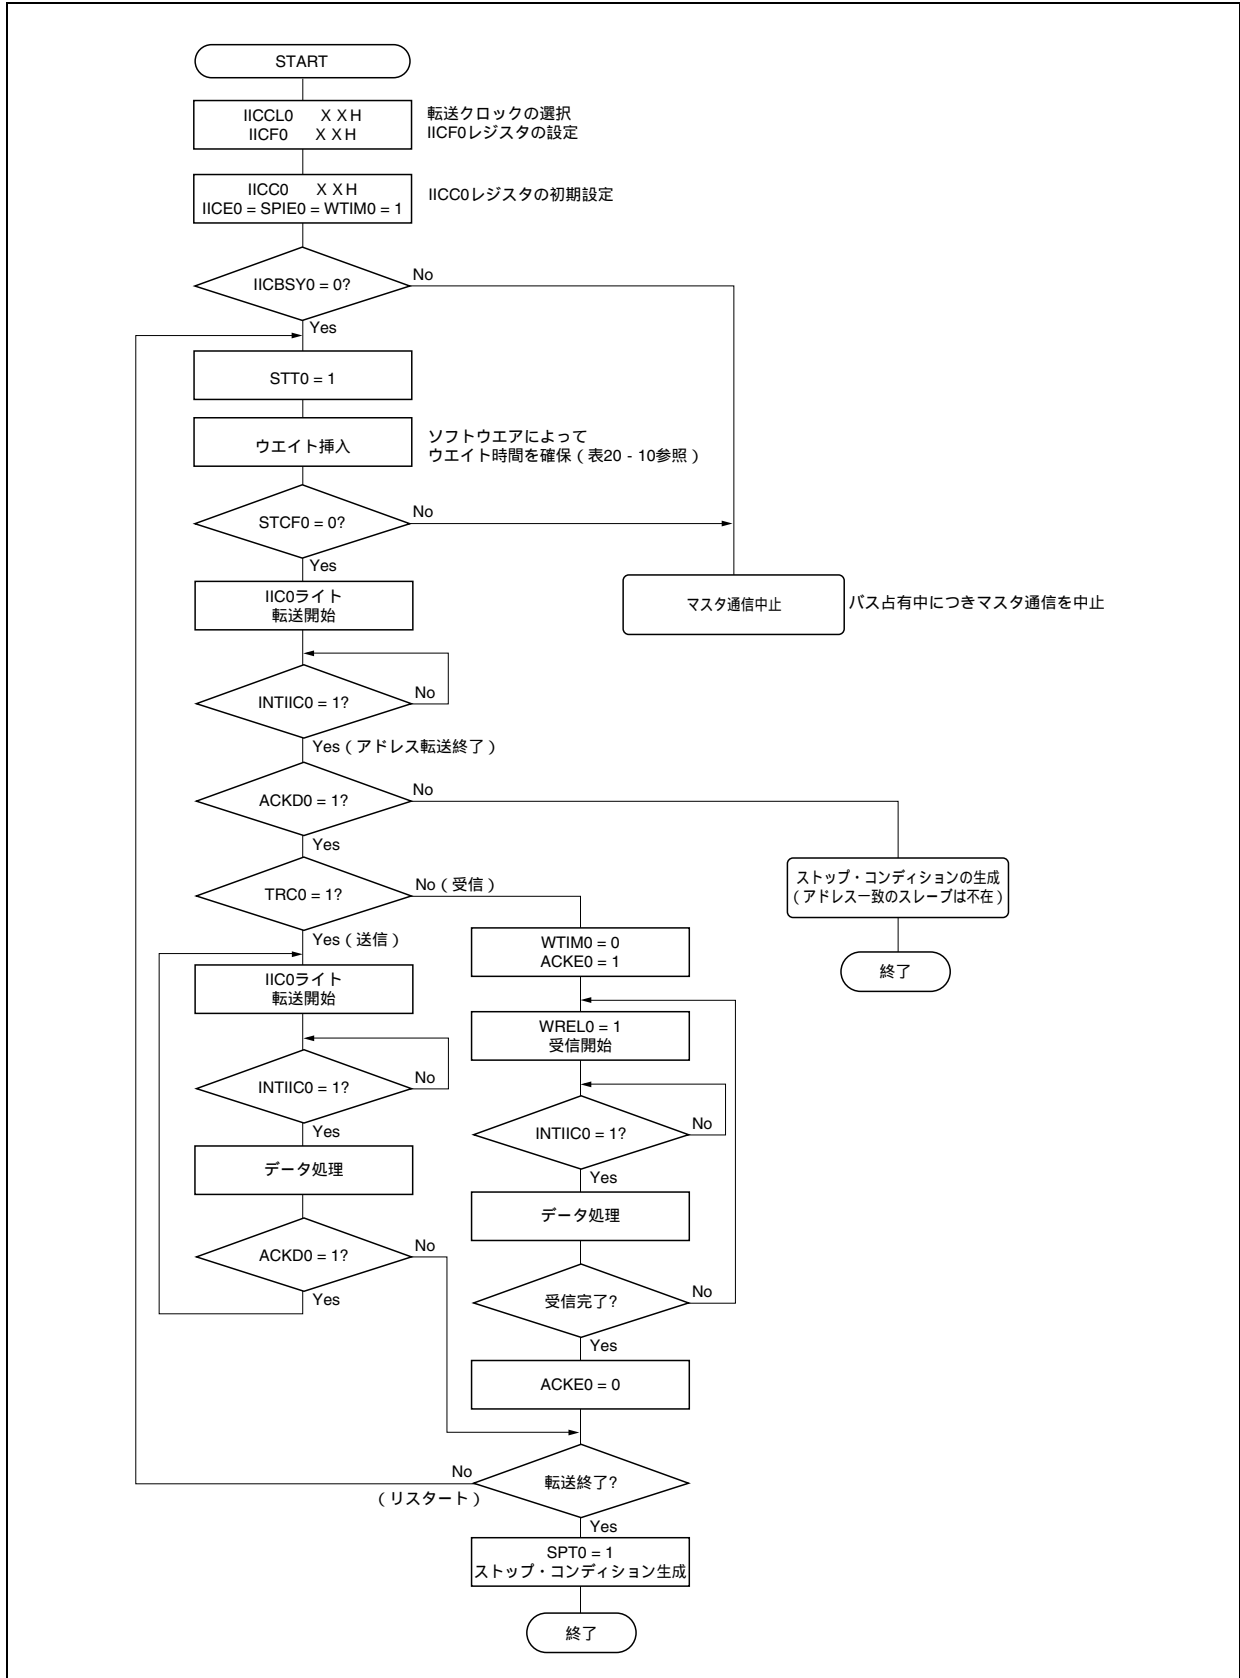 START
IICCL0 ××H
IICF0 ××H
転送クロックの選択
IICF0レジスタの設定
IICC0 ××H
IICE0 = SPIE0 = WTIM0 = 1
IICC0レジスタの初期設定
IICBSY0 = 0?
No
Yes
STT0 = 1
ウエイト挿入
ソフトウエアによって
ウエイト時間を確保(表20 - 10参照)
STCF0 = 0?
No
Yes
IIC0ライト
転送開始
マスタ通信中止
バス占有中につきマスタ通信を中止
INTIIC0 = 1?
No
Yes(アドレス転送終了)
ACKD0 = 1?
No
Yes
ストップ・コンディションの生成
(アドレス一致のスレーブは不在)
終了
TRC0 = 1?
No(受信)
Yes(送信)
WTIM0 = 0
ACKE0 = 1
IIC0ライト
転送開始
WREL0 = 1
受信開始
INTIIC0 = 1?
No
Yes
INTIIC0 = 1?
No
Yes
データ処理
データ処理
ACKD0 = 1?
No
Yes
受信完了?
No
Yes
ACKE0 = 0
転送終了?
No
(リスタート)
Yes
SPT0 = 1
ストップ・コンディション生成
終了